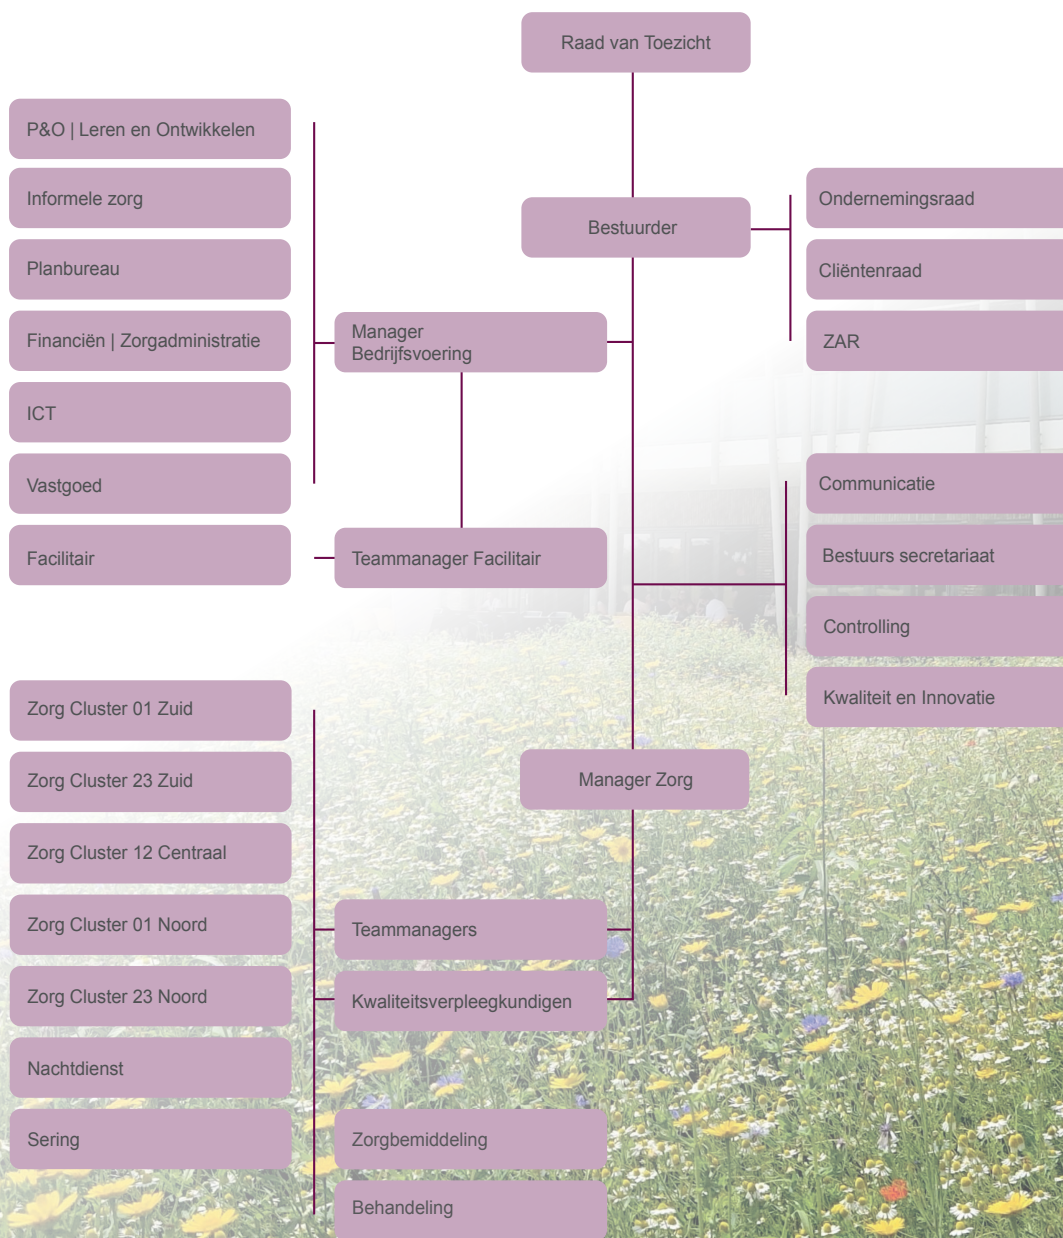 Raad van Toezicht
P&O | Leren en Ontwikkelen
Informele zorg
Planbureau
Financiën | Zorgadministratie
ICT
Vastgoed
Facilitair
Bestuurder
Ondernemingsraad
Cliëntenraad
ZAR
Manager
Bedrijfsvoering
Teammanager Facilitair
Communicatie
Bestuurs secretariaat
Controlling
Kwaliteit en Innovatie
Manager Zorg
Zorg Cluster 01 Zuid
Zorg Cluster 23 Zuid
Zorg Cluster 12 Centraal
Zorg Cluster 01 Noord
Zorg Cluster 23 Noord
Nachtdienst
Sering
Teammanagers
Kwaliteitsverpleegkundigen
Zorgbemiddeling
Behandeling